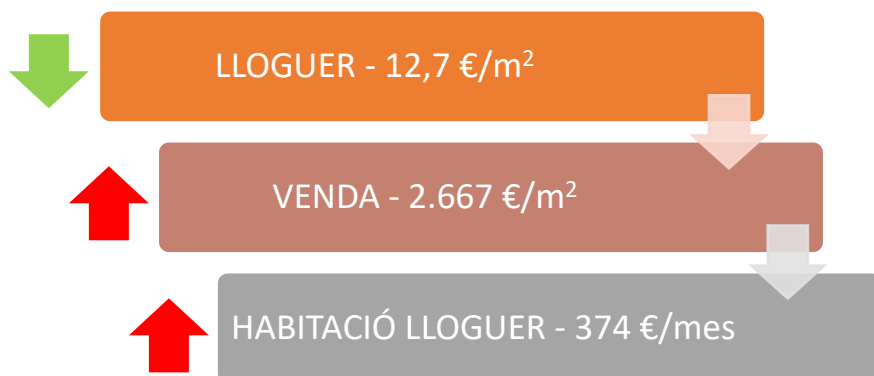 LLOGUER - 12,7 €/m²
VENDA - 2.667 €/m²
HABITACIÓ LLOGUER - 374 €/mes